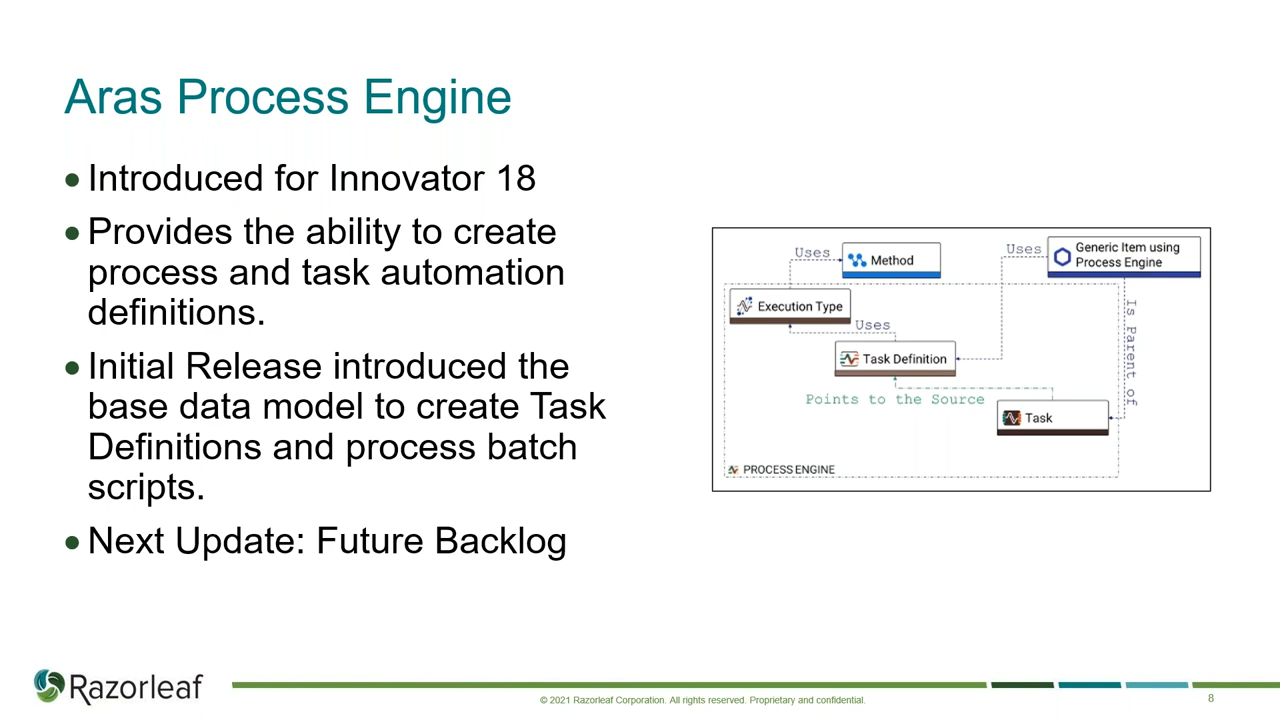 Aras Process Engine
• Introduced for Innovator 18
• Provides the ability to create
process and task automation
definitions.
• Initial Release introduced the
base data model to create Task
Definitions and process batch
scripts.
• Next Update: Future Backlog
Uses
Method
Uses
Generic Item using
Process Engine
Execution Type
Uses
Task Definition
Is Parent of
Points to the Source
Task
PROCESS ENGINE
Razorleaf
© 2021 Razorleaf Corporation. All rights reserved. Proprietary and confidential.
8